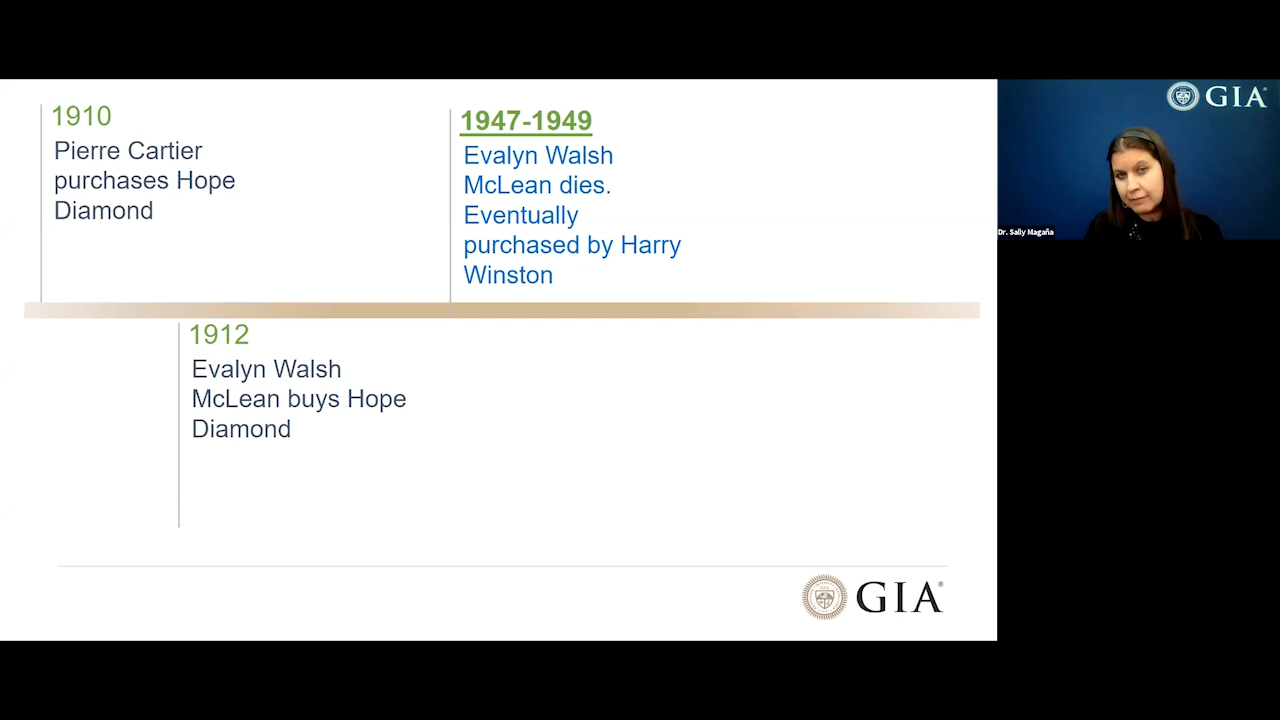 1910
Pierre Cartier
purchases Hope
Diamond
1947-1949
Evalyn Walsh
McLean dies.
Eventually
purchased by Harry
Winston
1912
Evalyn Walsh
McLean buys Hope
Diamond
GIA®
GIA®
Dr. Sally Magaña